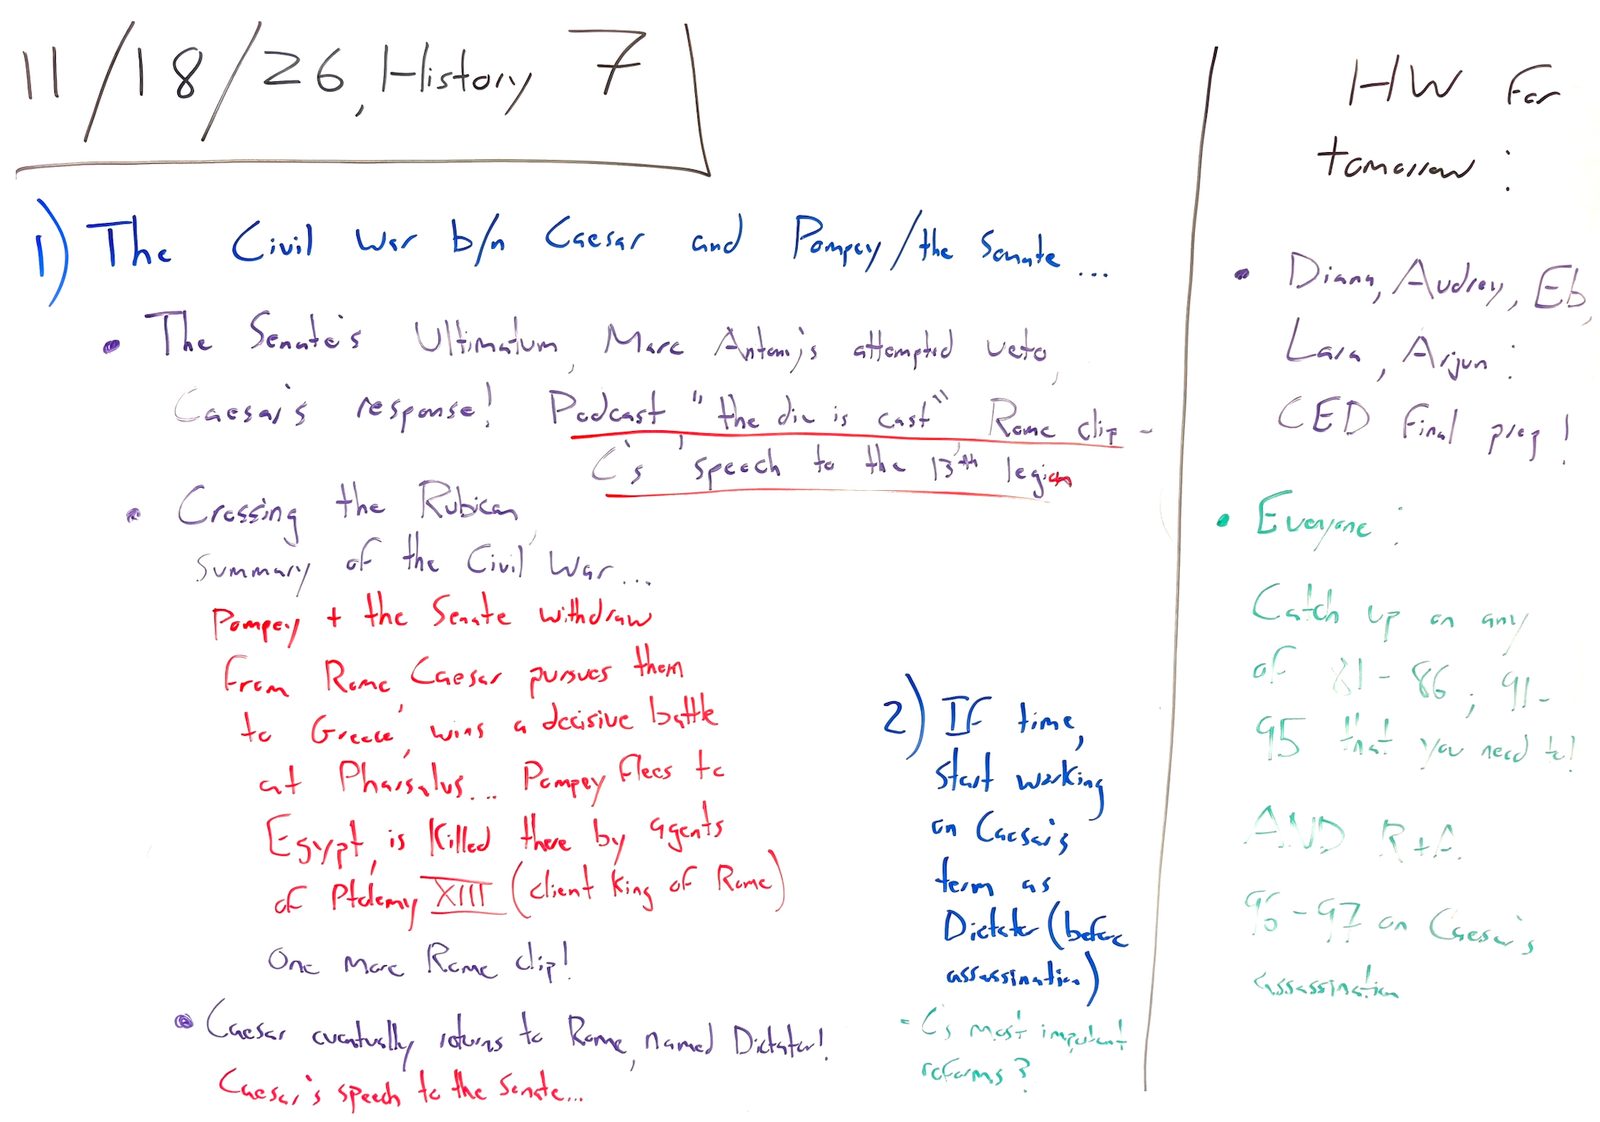 11/18/26, History 7
1) The Civil War b/n Caesar and Pompey/the Senate...
• The Senate's Ultimatum, Marc Antony's attempted veto,
Caesar's response! Podcast "the die is cast" Rome clip -
C's speech to the 13th legion
• Crossing the Rubicon,
summary of the Civil War...
Pompey + the Senate withdraw
from Rome, Caesar pursues them
to Greece, wins a decisive battle
at Pharsalus... Pompey flees to
Egypt, is killed there by agents
of Ptolemy XIII (client king of Rome)
One more Rome clip!
• Caesar eventually returns to Rome, named Dictator!
Caesar's speech to the Senate...
2) If time,
start working
on Caesar's
term as
Dictator (before
assassination)
- C's most important
reforms?
HW for
tomorrow:
• Diana, Audrey, Eb,
Lara, Arjun:
CED Final prep!
• Everyone:
Catch up on any
of 81-86; 91-
95 that you need to!
AND R+A
96-97 on Caesar's
assassination